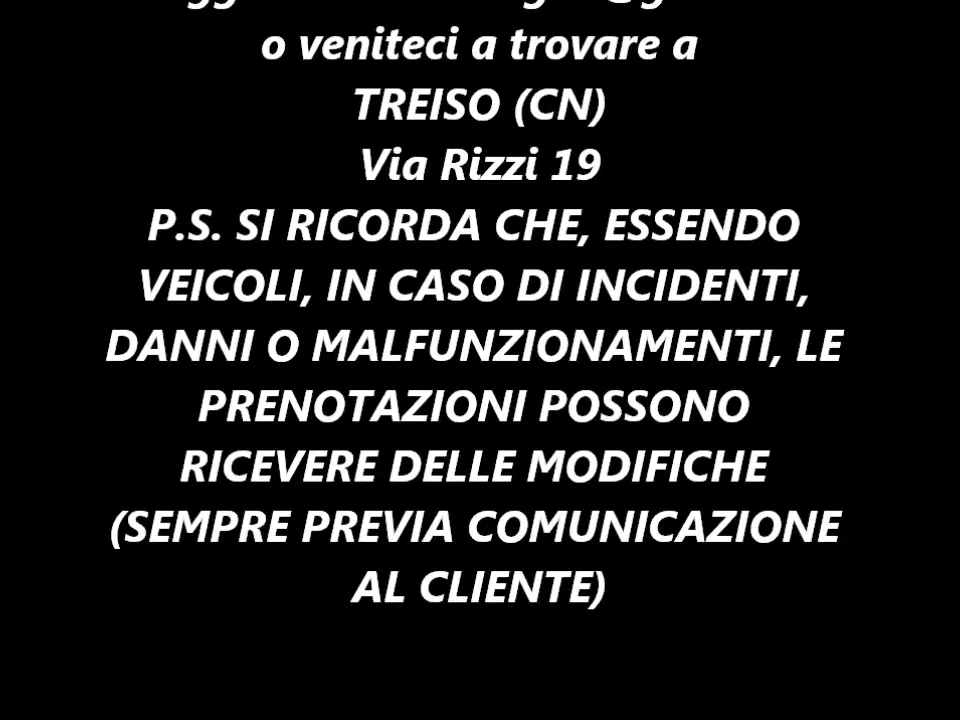 o veniteci a trovare a
TREISO (CN)
Via Rizzi 19
P.S. SI RICORDA CHE, ESSENDO
VEICOLI, IN CASO DI INCIDENTI,
DANNI O MALFUNZIONAMENTI, LE
PRENOTAZIONI POSSONO
RICEVERE DELLE MODIFICHE
(SEMPRE PREVIA COMUNICAZIONE
AL CLIENTE)